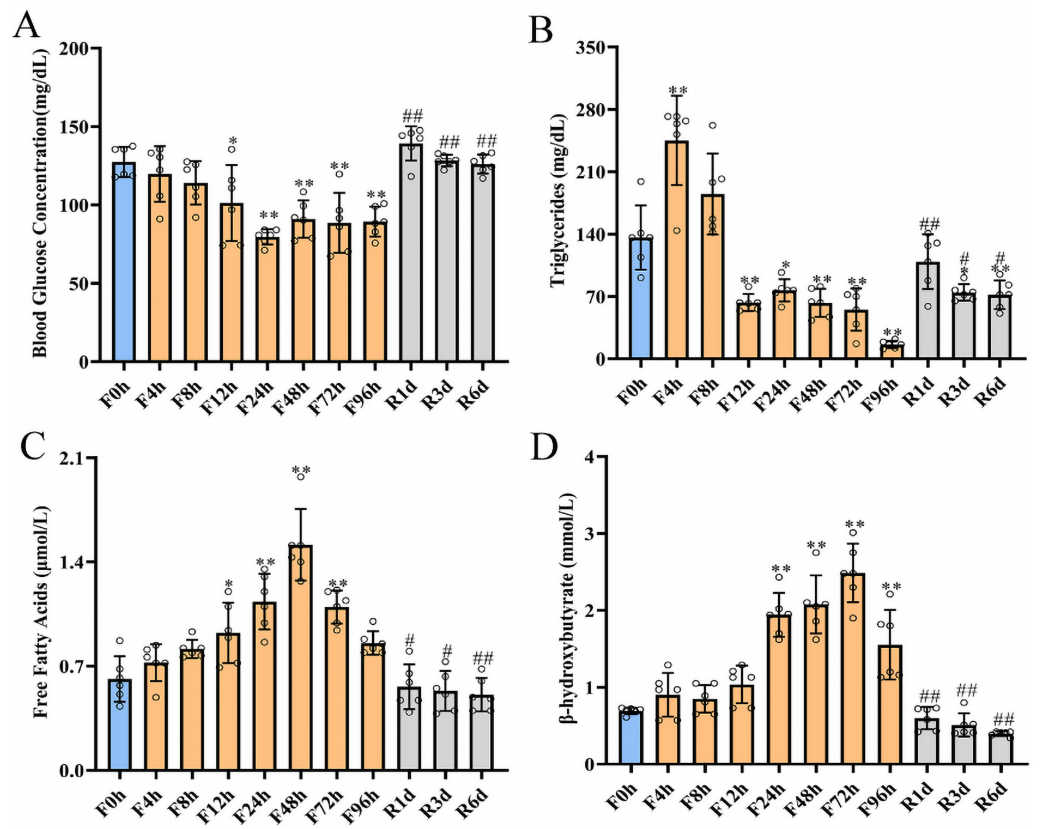 A
Blood Glucose Concentration(mg/dL)
200
150
100
50
0
*
**
**
**
**
##
##
##
F0h
F4h
F8h
F12h
F24h
F48h
F72h
F96h
R1d
R3d
R6d
B
Triglycerides (mg/dL)
350
280
210
140
70
0
**
**
*
**
**
**
##
#
*
#
**
F0h
F4h
F8h
F12h
F24h
F48h
F72h
F96h
R1d
R3d
R6d
C
Free Fatty Acids (μmol/L)
2.1
1.4
0.7
0.0
*
**
**
**
#
#
##
F0h
F4h
F8h
F12h
F24h
F48h
F72h
F96h
R1d
R3d
R6d
D
β-hydroxybutyrate (mmol/L)
4
3
2
1
0
**
**
**
**
##
##
##
F0h
F4h
F8h
F12h
F24h
F48h
F72h
F96h
R1d
R3d
R6d